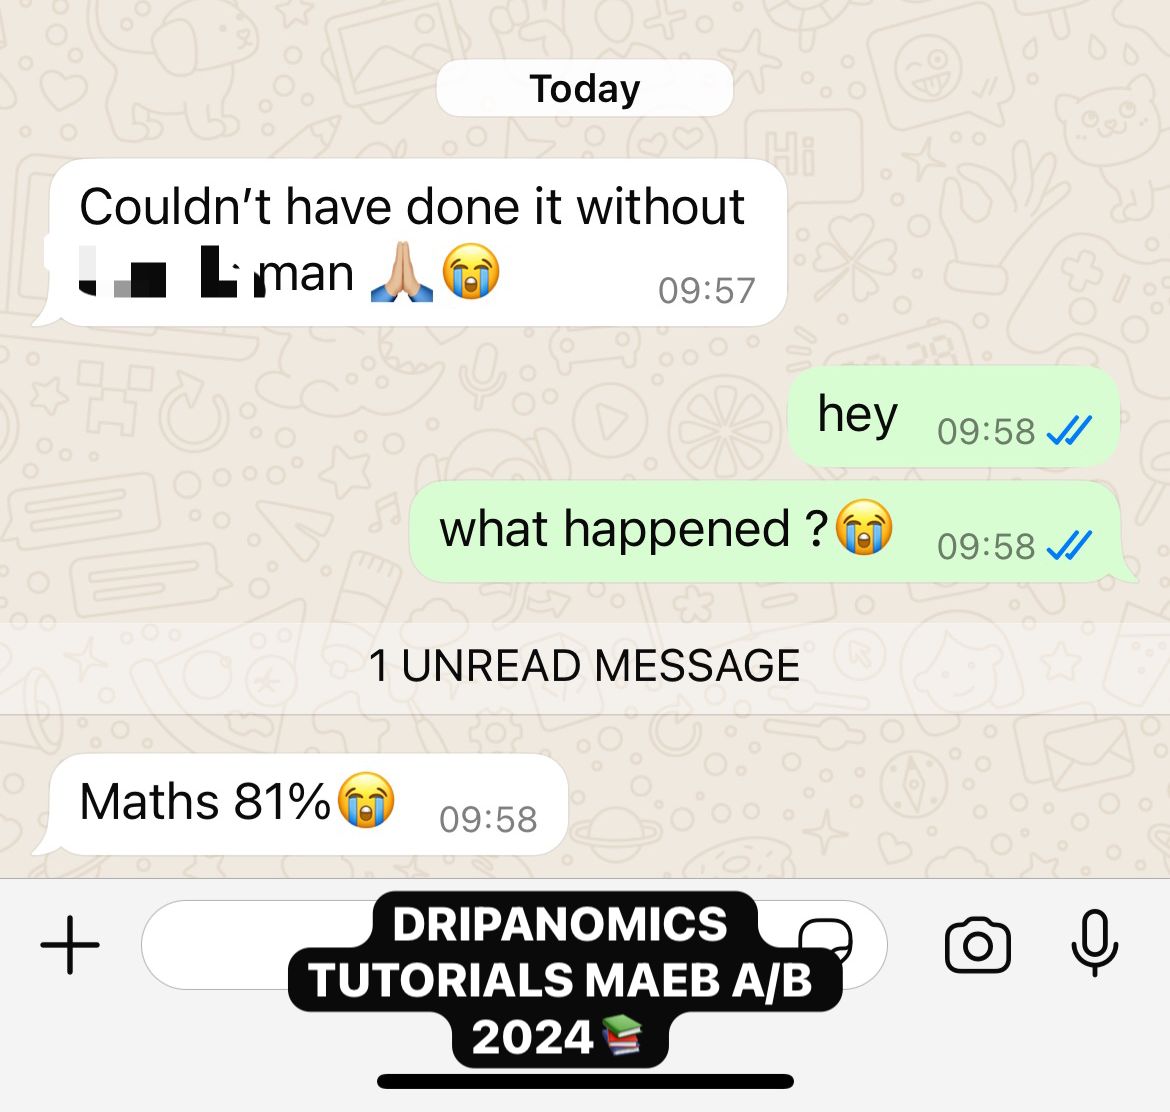 Today
Couldn't have done it without
man 🙏🏼😭
09:57
hey
09:58
what happened ?😭
09:58
1 UNREAD MESSAGE
Maths 81%😭
09:58
DRIPANOMICS
TUTORIALS MAEB A/B
2024📚